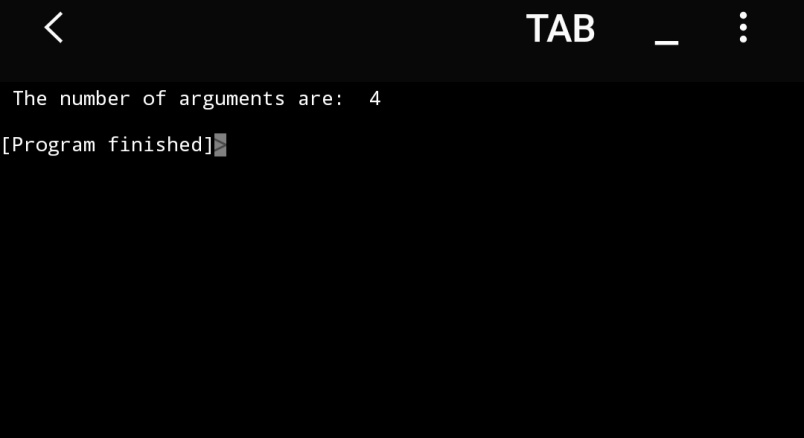 TAB _
The number of arguments are:  4
[Program finished]>